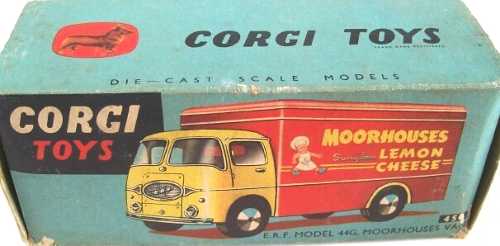 CORGI TOYS
DIE-CAST SCALE MODELS
CORGI
TOYS
MOORHOUSES
LEMON
CHEESE
E.R.F. MODEL 44G. MOORHOUSES VAN